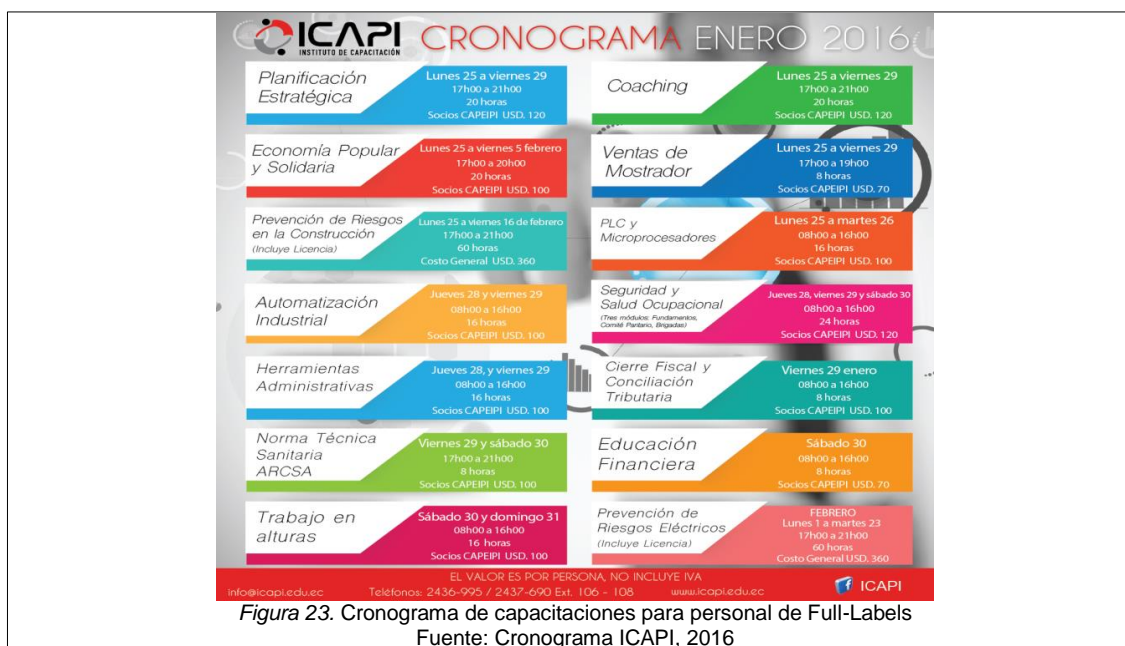 ICAPI
INSTITUTO DE CAPACITACIÓN
CRONOGRAMA ENERO 2016
Planificación
Estratégica
Lunes 25 a viernes 29
17h00 a 21h00
20 horas
Socios CAPEIPI USD. 120
Coaching
Lunes 25 a viernes 29
17h00 a 21h00
20 horas
Socios CAPEIPI USD. 120
Economía Popular
y Solidaria
Lunes 25 a viernes 5 febrero
17h00 a 20h00
20 horas
Socios CAPEIPI USD. 100
Ventas de
Mostrador
Lunes 25 a viernes 29
17h00 a 19h00
8 horas
Socios CAPEIPI USD. 70
Prevención de Riesgos
en la Construcción
(Incluye Licencia)
Lunes 25 a viernes 16 de febrero
17h00 a 21h00
60 horas
Costo General USD. 360
PLC y
Microprocesadores
Lunes 25 a martes 26
08h00 a 16h00
16 horas
Socios CAPEIPI USD. 100
Automatización
Industrial
Jueves 28 y viernes 29
08h00 a 16h00
16 horas
Socios CAPEIPI USD. 100
Seguridad y
Salud Ocupacional
(Tres módulos: Fundamentos,
Comité Paritario, Brigadas)
Jueves 28, viernes 29 y sábado 30
08h00 a 16h00
24 horas
Socios CAPEIPI USD. 120
Herramientas
Administrativas
Jueves 28, y viernes 29
08h00 a 16h00
16 horas
Socios CAPEIPI USD. 100
Cierre Fiscal y
Conciliación
Tributaria
Viernes 29 enero
08h00 a 16h00
8 horas
Socios CAPEIPI USD. 100
Norma Técnica
Sanitaria
ARCSA
Viernes 29 y sábado 30
17h00 a 21h00
8 horas
Socios CAPEIPI USD. 100
Educación
Financiera
Sábado 30
08h00 a 16h00
8 horas
Socios CAPEIPI USD. 70
Trabajo en
alturas
Sábado 30 y domingo 31
08h00 a 16h00
16 horas
Socios CAPEIPI USD. 100
Prevención de
Riesgos Eléctricos
(Incluye Licencia)
FEBRERO
Lunes 1 a martes 23
17h00 a 21h00
60 horas
Costo General USD. 360
EL VALOR ES POR PERSONA, NO INCLUYE IVA
info@icapi.edu.ec Teléfonos: 2436-995 / 2437-690 Ext. 106 - 108 www.icapi.edu.ec
f ICAPI
Figura 23. Cronograma de capacitaciones para personal de Full-Labels
Fuente: Cronograma ICAPI, 2016